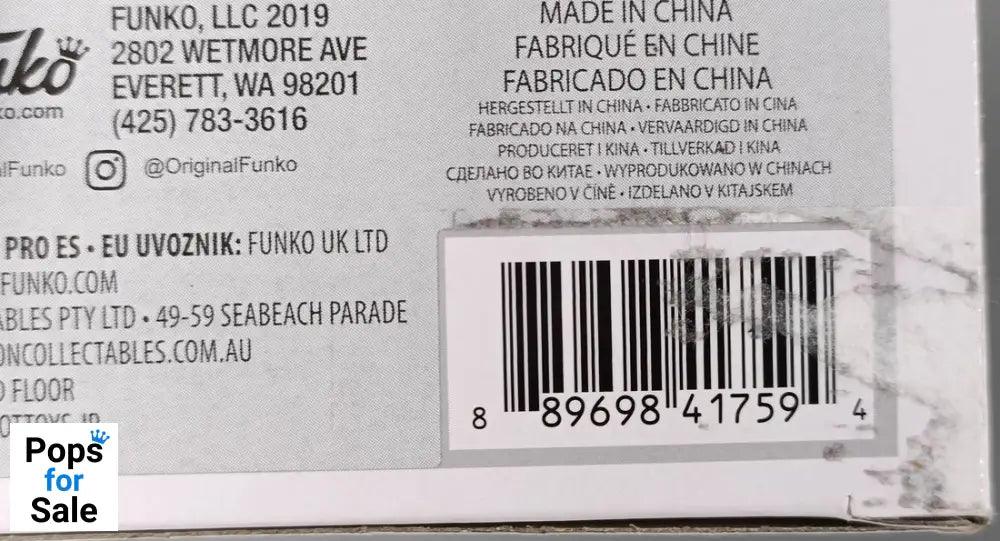 FUNKO, LLC 2019
2802 WETMORE AVE
EVERETT, WA 98201
(425) 783-3616
@OriginalFunko
MADE IN CHINA
FABRIQUÉ EN CHINE
FABRICADO EN CHINA
HERGESTELLT IN CHINA • FABBRICATO IN CINA
FABRICADO NA CHINA • VERVAARDIGD IN CHINA
PRODUCERET I KINA • TILLVERKAD I KINA
СДЕЛАНО ВО КИТАЕ • WYPRODUKOWANO W CHINACH
VYROBENO V ČÍNĚ • IZDELANO V KITAJSKEM
PRO ES • EU UVOZNIK: FUNKO UK LTD
FUNKO.COM
ABLES PTY LTD • 49-59 SEABEACH PARADE
ONCOLLECTABLES.COM.AU
FLOOR
8 89698 41759 4
Pops
for
Sale